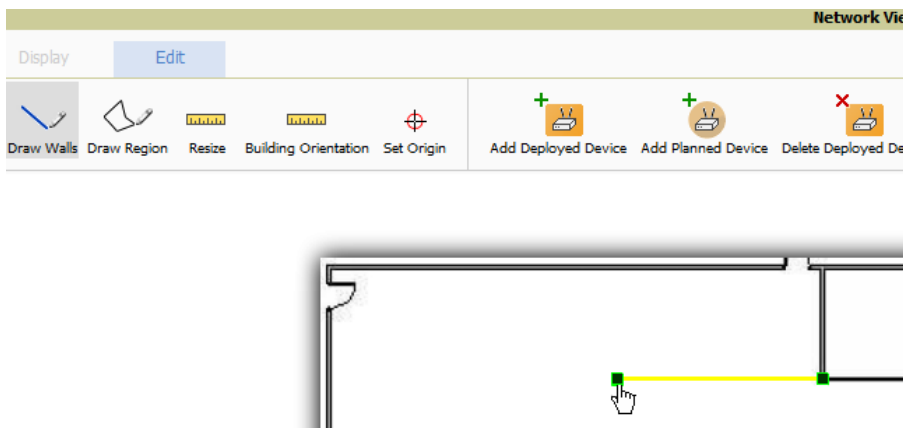 Network Vie
Display Edit
Draw Walls Draw Region Resize Building Orientation Set Origin Add Deployed Device Add Planned Device Delete Deployed De